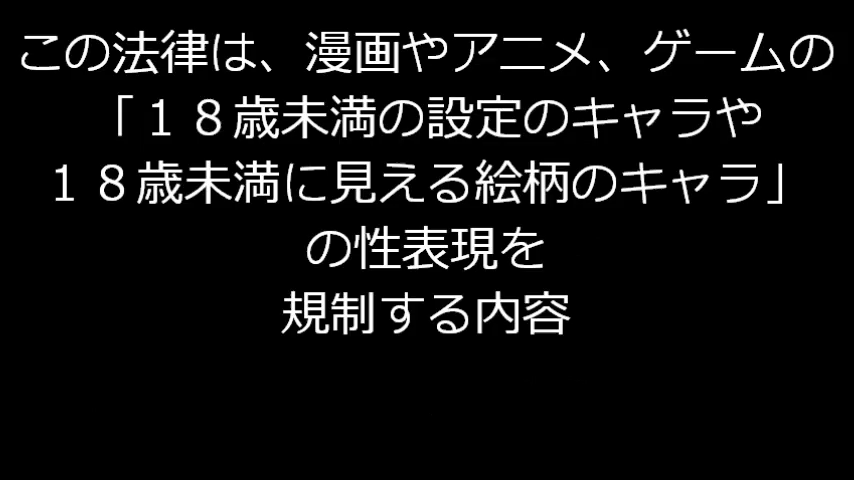 この法律は、漫画やアニメ、ゲームの
「１８歳未満の設定のキャラや
１８歳未満に見える絵柄のキャラ」
の性表現を
規制する内容